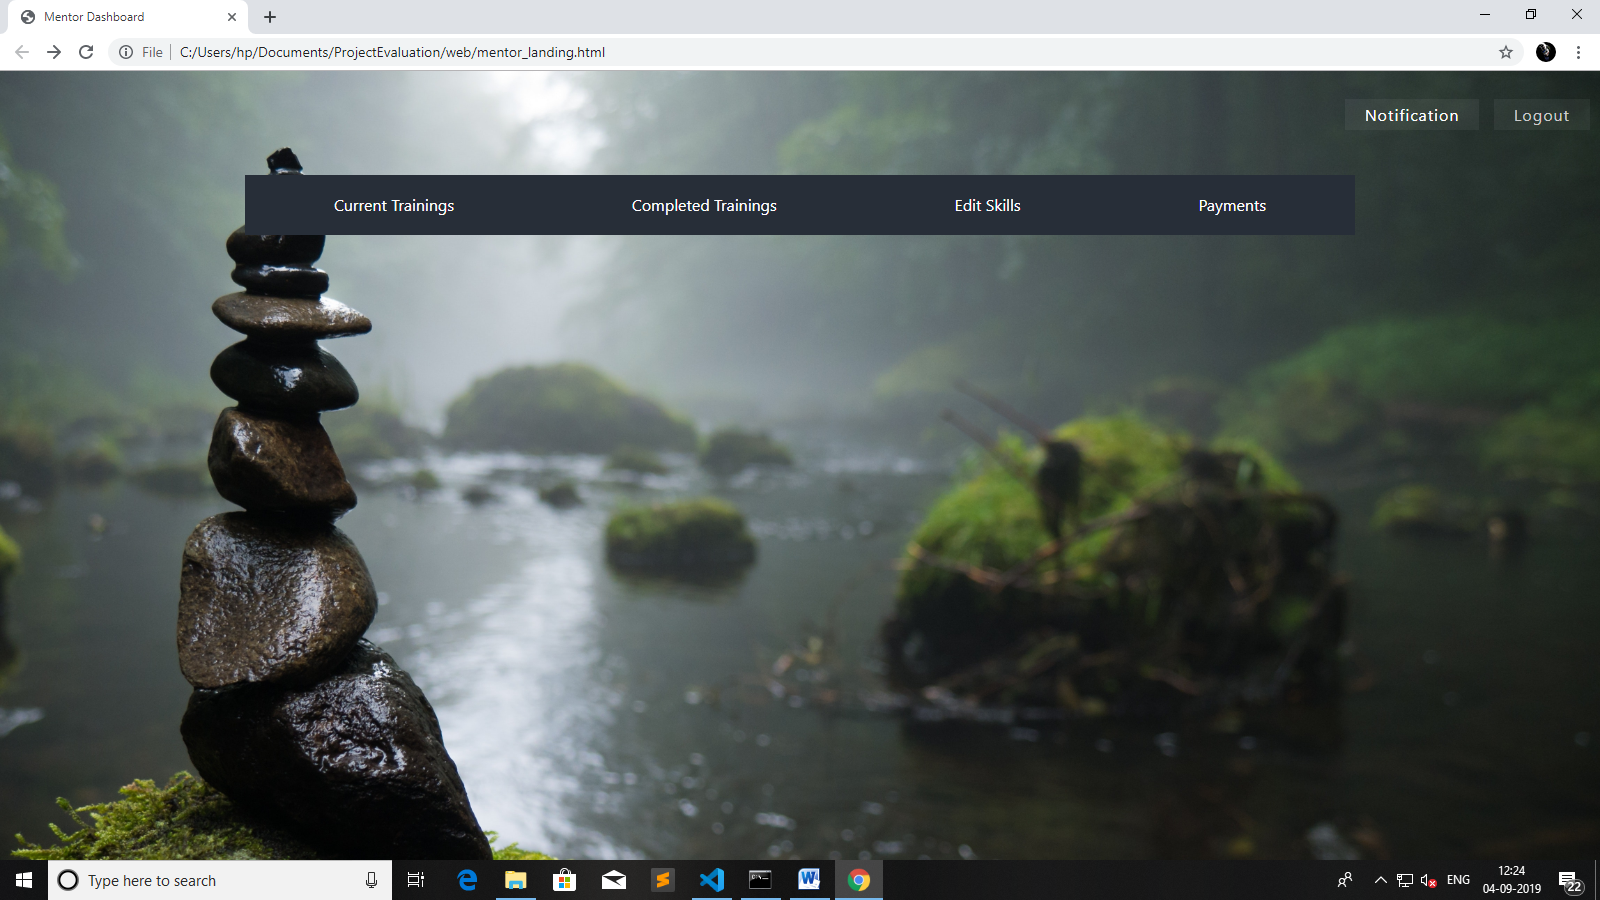 Mentor Dashboard
File C:/Users/hp/Documents/ProjectEvaluation/web/mentor_landing.html
Notification Logout
Current Trainings Completed Trainings Edit Skills Payments
Type here to search
ENG
12:24
04-09-2019
22